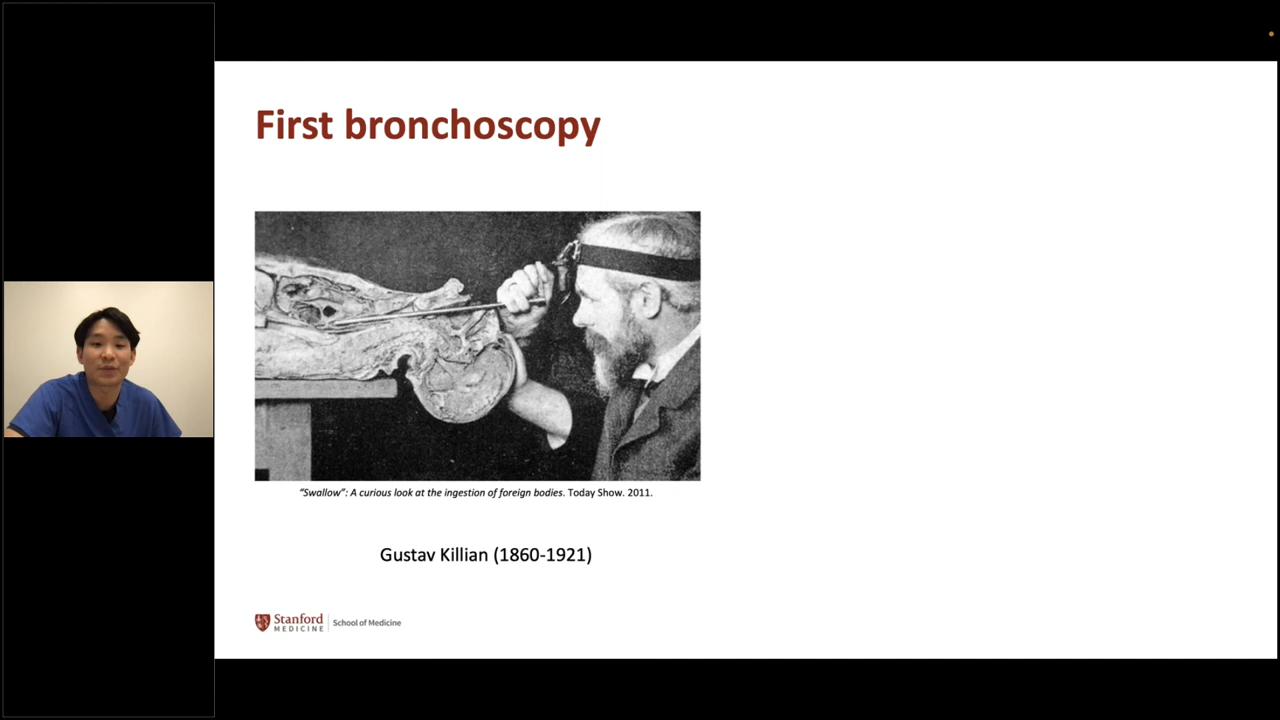 First bronchoscopy
“Swallow”: A curious look at the ingestion of foreign bodies. Today Show. 2011.
Gustav Killian (1860-1921)
Stanford
MEDICINE
School of Medicine